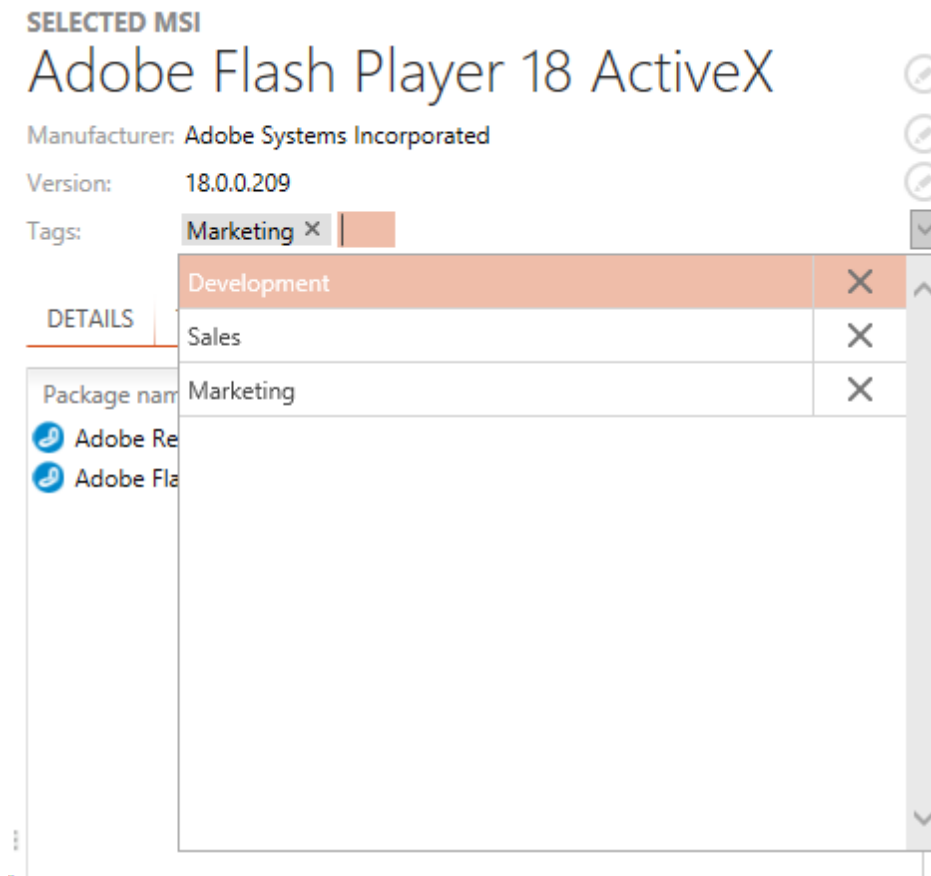 SELECTED MSI
Adobe Flash Player 18 ActiveX
Manufacturer: Adobe Systems Incorporated
Version: 18.0.0.209
Tags: Marketing ×
Development
DETAILS
Sales
Package nam
Marketing
Adobe Re
Adobe Fla